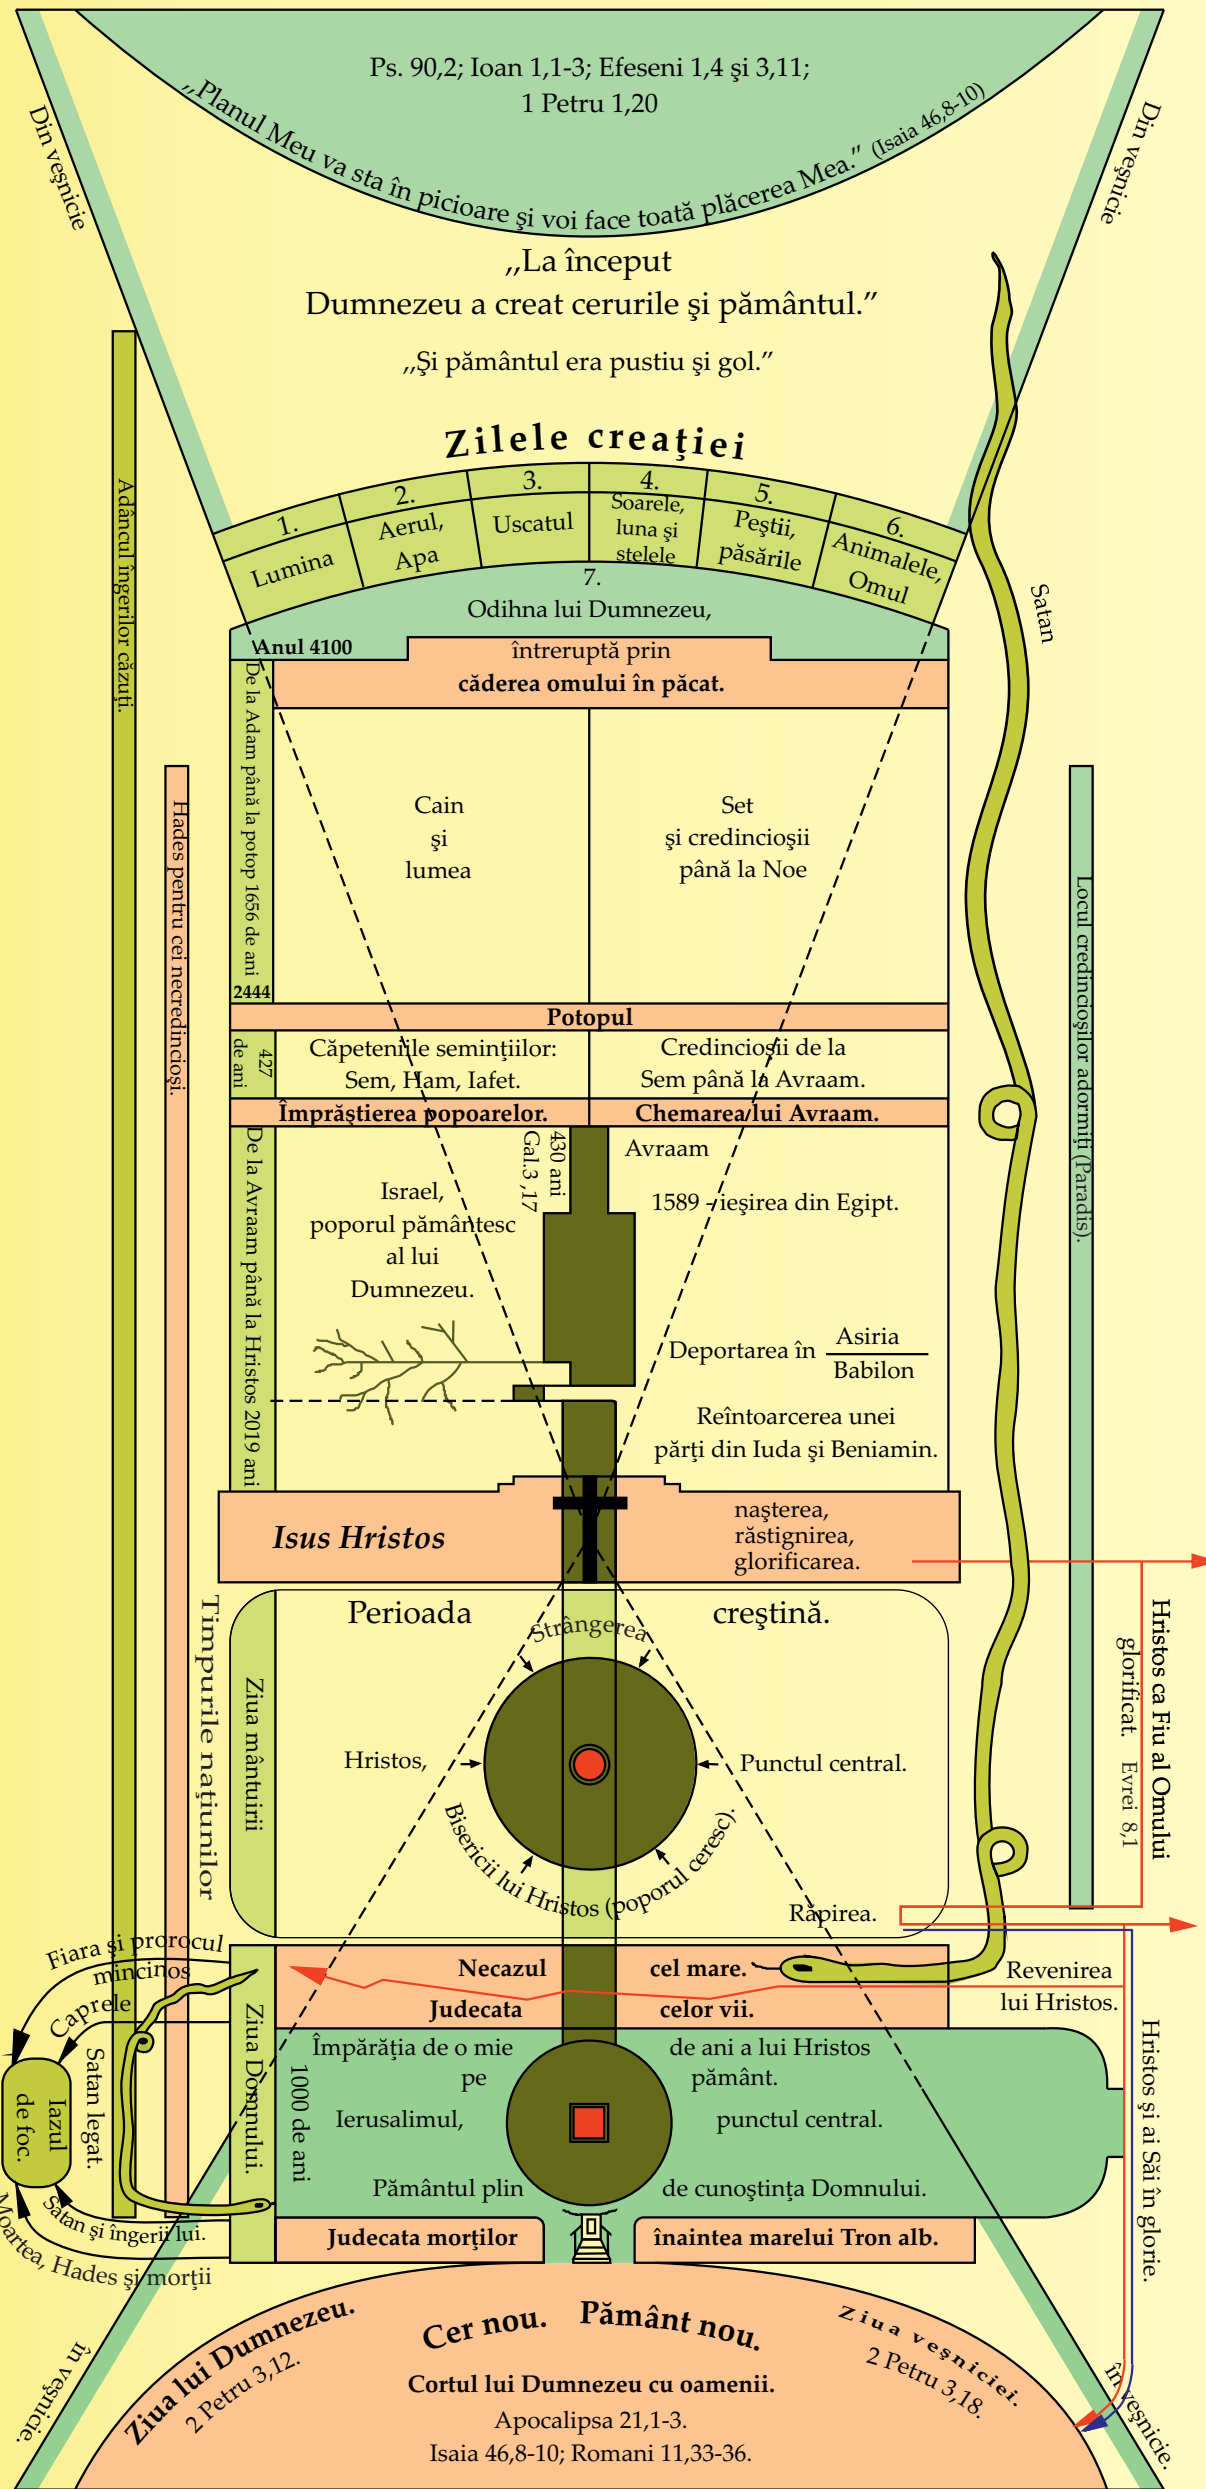 Ps. 90,2; Ioan 1,1-3; Efeseni 1,4 şi 3,11;
1 Petru 1,20
,,Planul Meu va sta în picioare şi voi face toată plăcerea Mea.” (Isaia 46,8-10)
Din veşnicie
Din veşnicie
,,La început
Dumnezeu a creat cerurile şi pământul.”
,,Şi pământul era pustiu şi gol.”
Zilele creaţiei
1.
2.
3.
4.
5.
6.
Lumina
Aerul,
Apa
Uscatul
Soarele,
luna şi
stelele
Peştii,
păsările
Animalele,
Omul
7.
Odihna lui Dumnezeu,
Anul 4100
întreruptă prin
căderea omului în păcat.
Adâncul îngerilor căzuţi.
Satan
De la Adam până la potop 1656 de ani
2444
Cain
şi
lumea
Set
şi credincioşii
până la Noe
Hades pentru cei necredincioşi.
Locul credincioşilor adormiţi (Paradis).
Potopul
427
de ani
Căpeteniile seminţiilor:
Sem, Ham, Iafet.
Credincioşii de la
Sem până la Avraam.
Împrăştierea popoarelor.
Chemarea lui Avraam.
De la Avraam până la Hristos 2019 ani
430 ani
Gal.3 ,17
Avraam
Israel,
poporul pământesc
al lui
Dumnezeu.
1589 - ieşirea din Egipt.
Deportarea în
Asiria
Babilon
Reîntoarcerea unei
părţi din Iuda şi Beniamin.
Isus Hristos
naşterea,
răstignirea,
glorificarea.
Timpurile naţiunilor
Ziua mântuirii
Perioada
creştină.
Strângerea
Hristos,
Punctul central.
Bisericii lui Hristos (poporul ceresc).
Răpirea.
Hristos ca Fiu al Omului
glorificat. Evrei 8,1
Fiara şi prorocul
mincinos
Caprele
Necazul
cel mare.
Judecata
celor vii.
Revenirea
lui Hristos.
Ziua Domnului.
1000 de ani
Satan legat.
Iazul
de foc.
Împărăţia de o mie
de ani a lui Hristos
pe
pământ.
Ierusalimul,
punctul central.
Pământul plin
de cunoştinţa Domnului.
Hristos şi ai Săi în glorie.
Satan şi îngerii lui.
Moartea, Hades şi morţii
Judecata morţilor
înaintea marelui Tron alb.
în veşnicie.
în veşnicie.
Ziua lui Dumnezeu.
2 Petru 3,12.
Cer nou. Pământ nou.
Ziua veşniciei.
2 Petru 3,18.
Cortul lui Dumnezeu cu oamenii.
Apocalipsa 21,1-3.
Isaia 46,8-10; Romani 11,33-36.